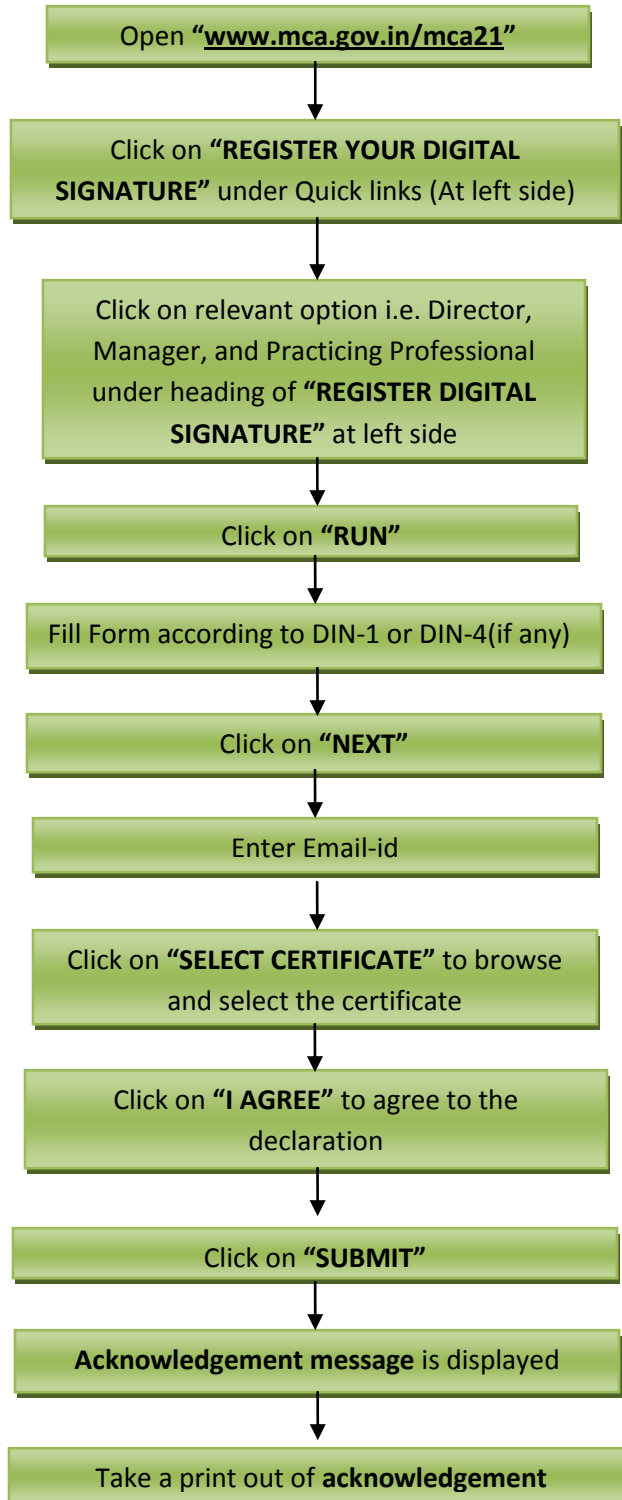 Open “www.mca.gov.in/mca21”
Click on “REGISTER YOUR DIGITAL
SIGNATURE” under Quick links (At left side)
Click on relevant option i.e. Director,
Manager, and Practicing Professional
under heading of “REGISTER DIGITAL
SIGNATURE” at left side
Click on “RUN”
Fill Form according to DIN-1 or DIN-4(if any)
Click on “NEXT”
Enter Email-id
Click on “SELECT CERTIFICATE” to browse
and select the certificate
Click on “I AGREE” to agree to the
declaration
Click on “SUBMIT”
Acknowledgement message is displayed
Take a print out of acknowledgement